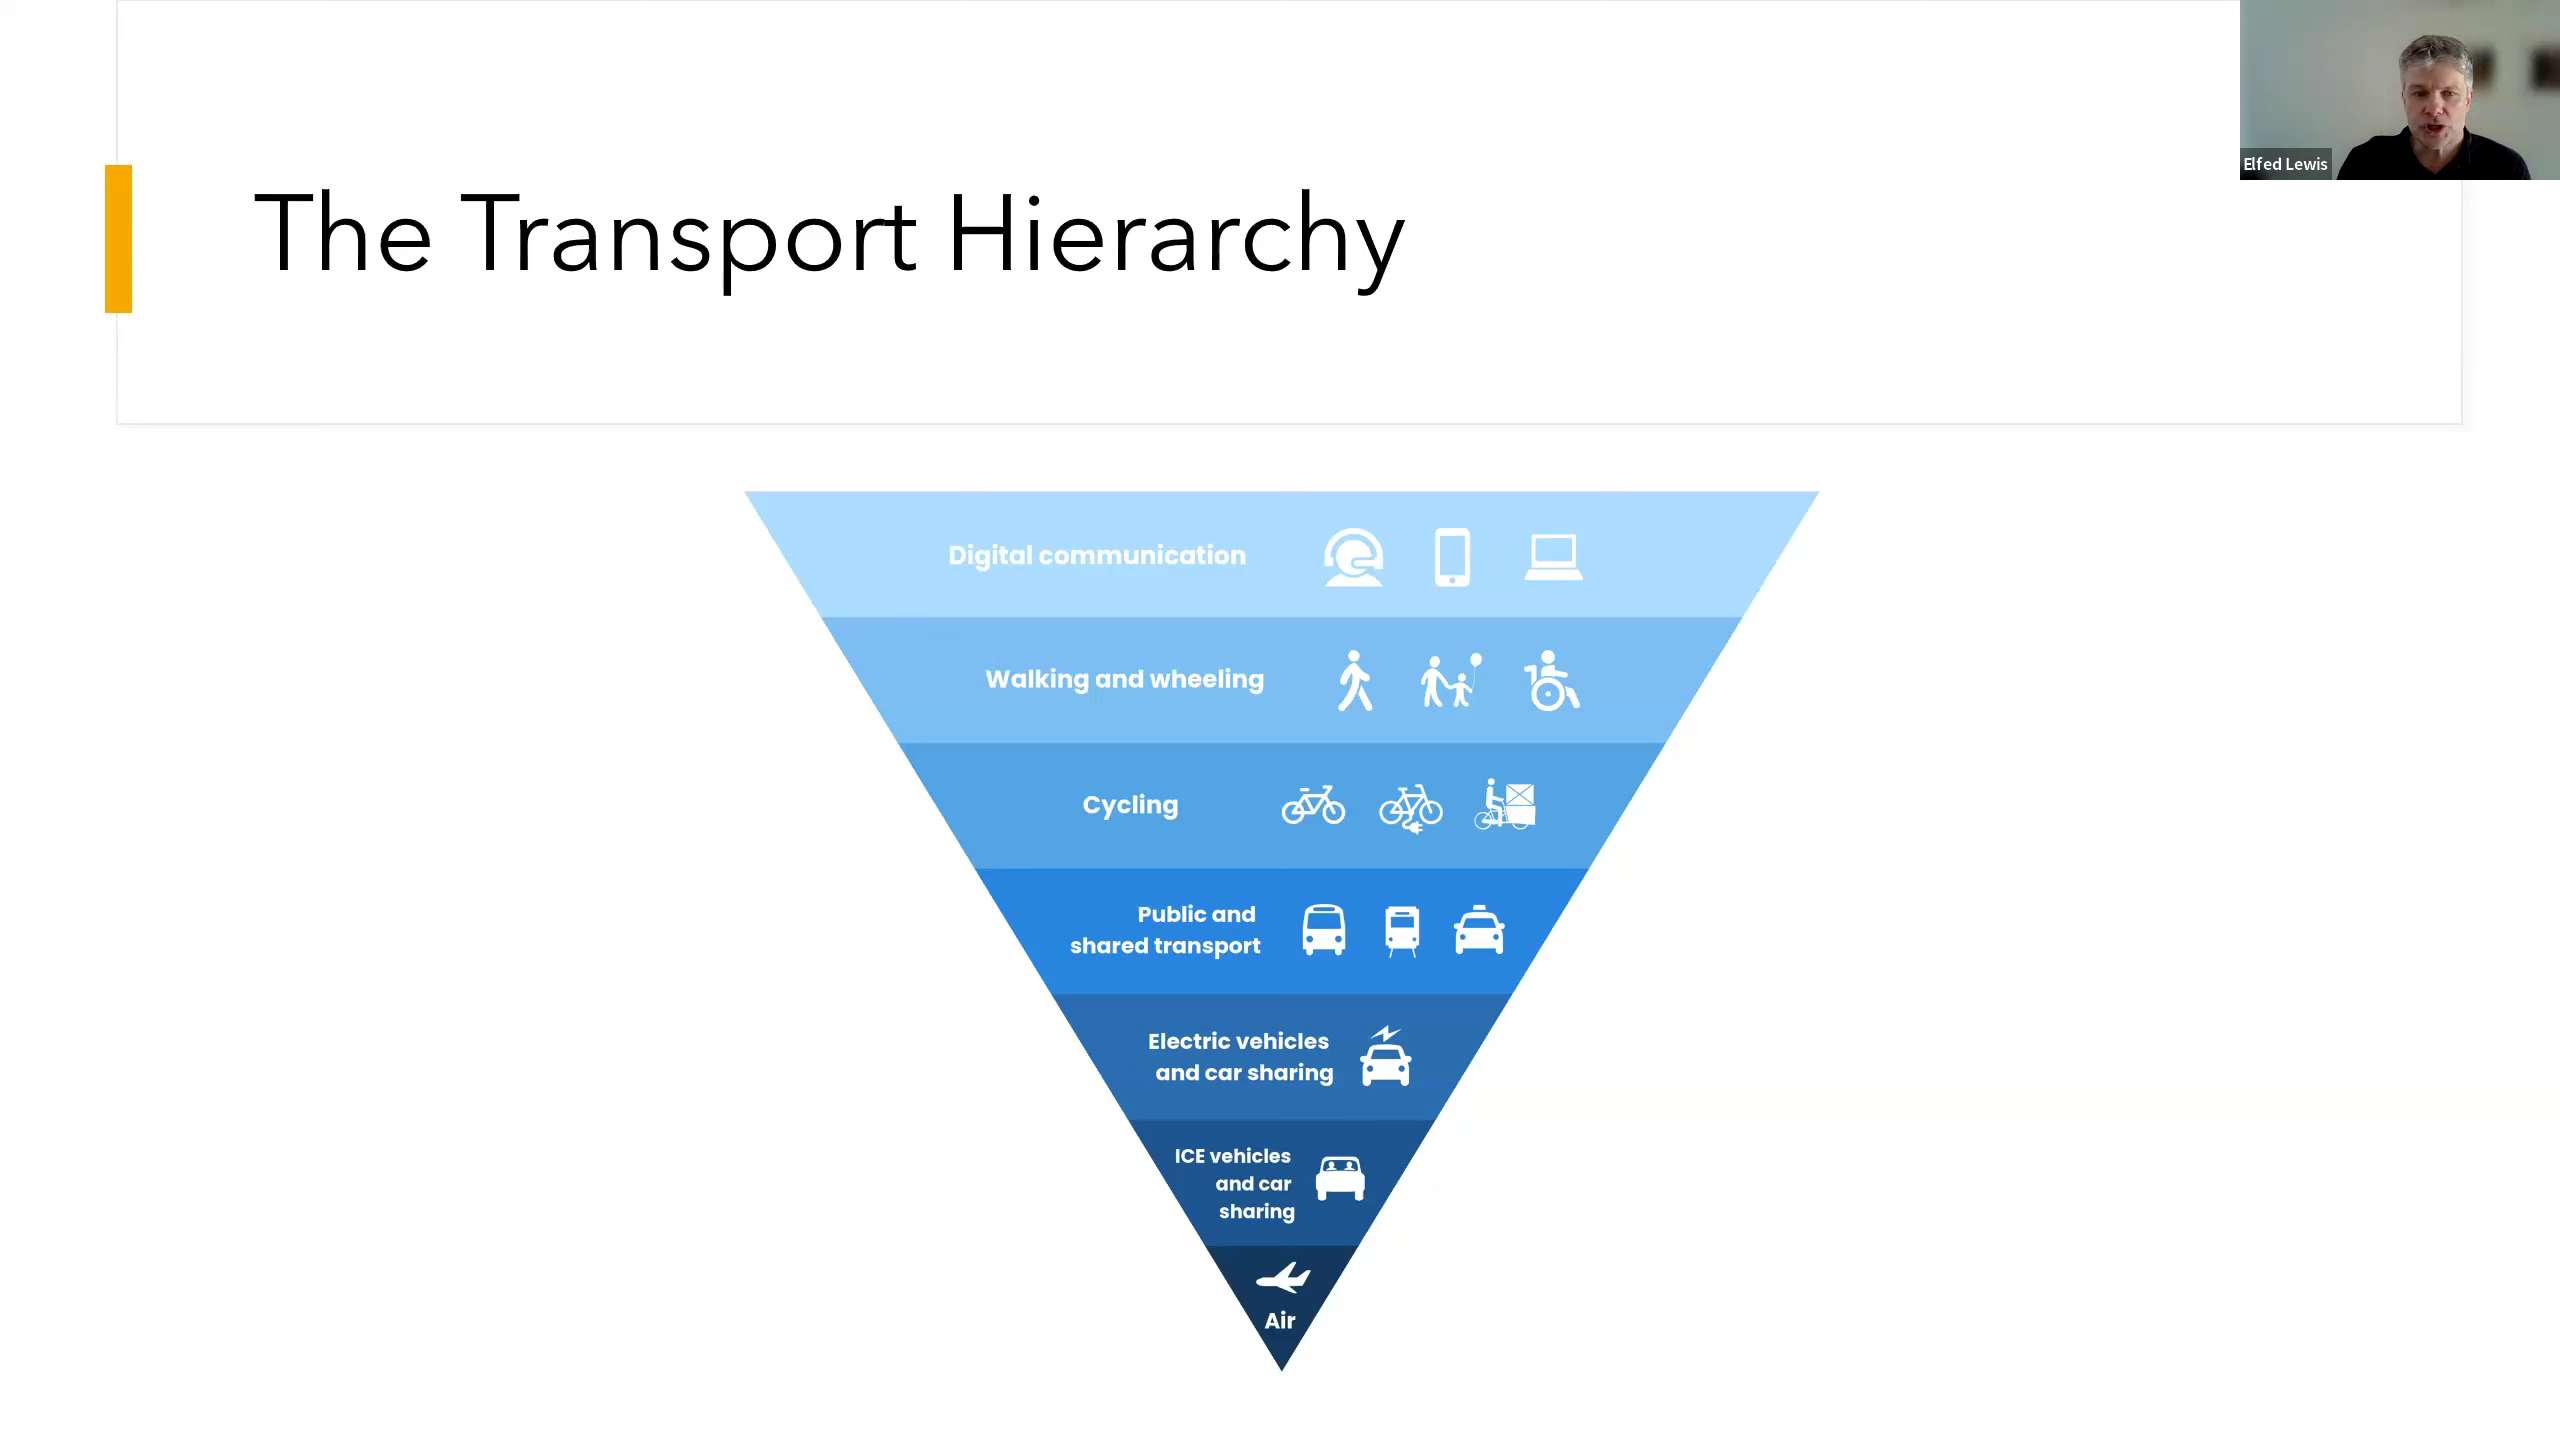 The Transport Hierarchy
Elfed Lewis
Digital communication
Walking and wheeling
Cycling
Public and
shared transport
Electric vehicles
and car sharing
ICE vehicles
and car
sharing
Air